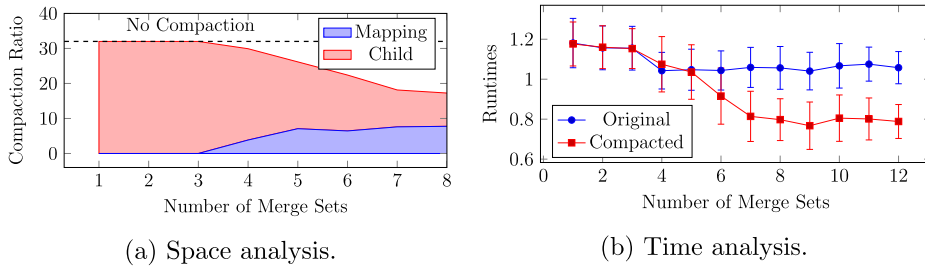 No Compaction
Mapping
Child
40
30
20
10
0
Compaction Ratio
1 2 3 4 5 6 7 8
Number of Merge Sets
(a) Space analysis.
1.2
1
0.8
0.6
Runtimes
Original
Compacted
0 2 4 6 8 10 12
Number of Merge Sets
(b) Time analysis.